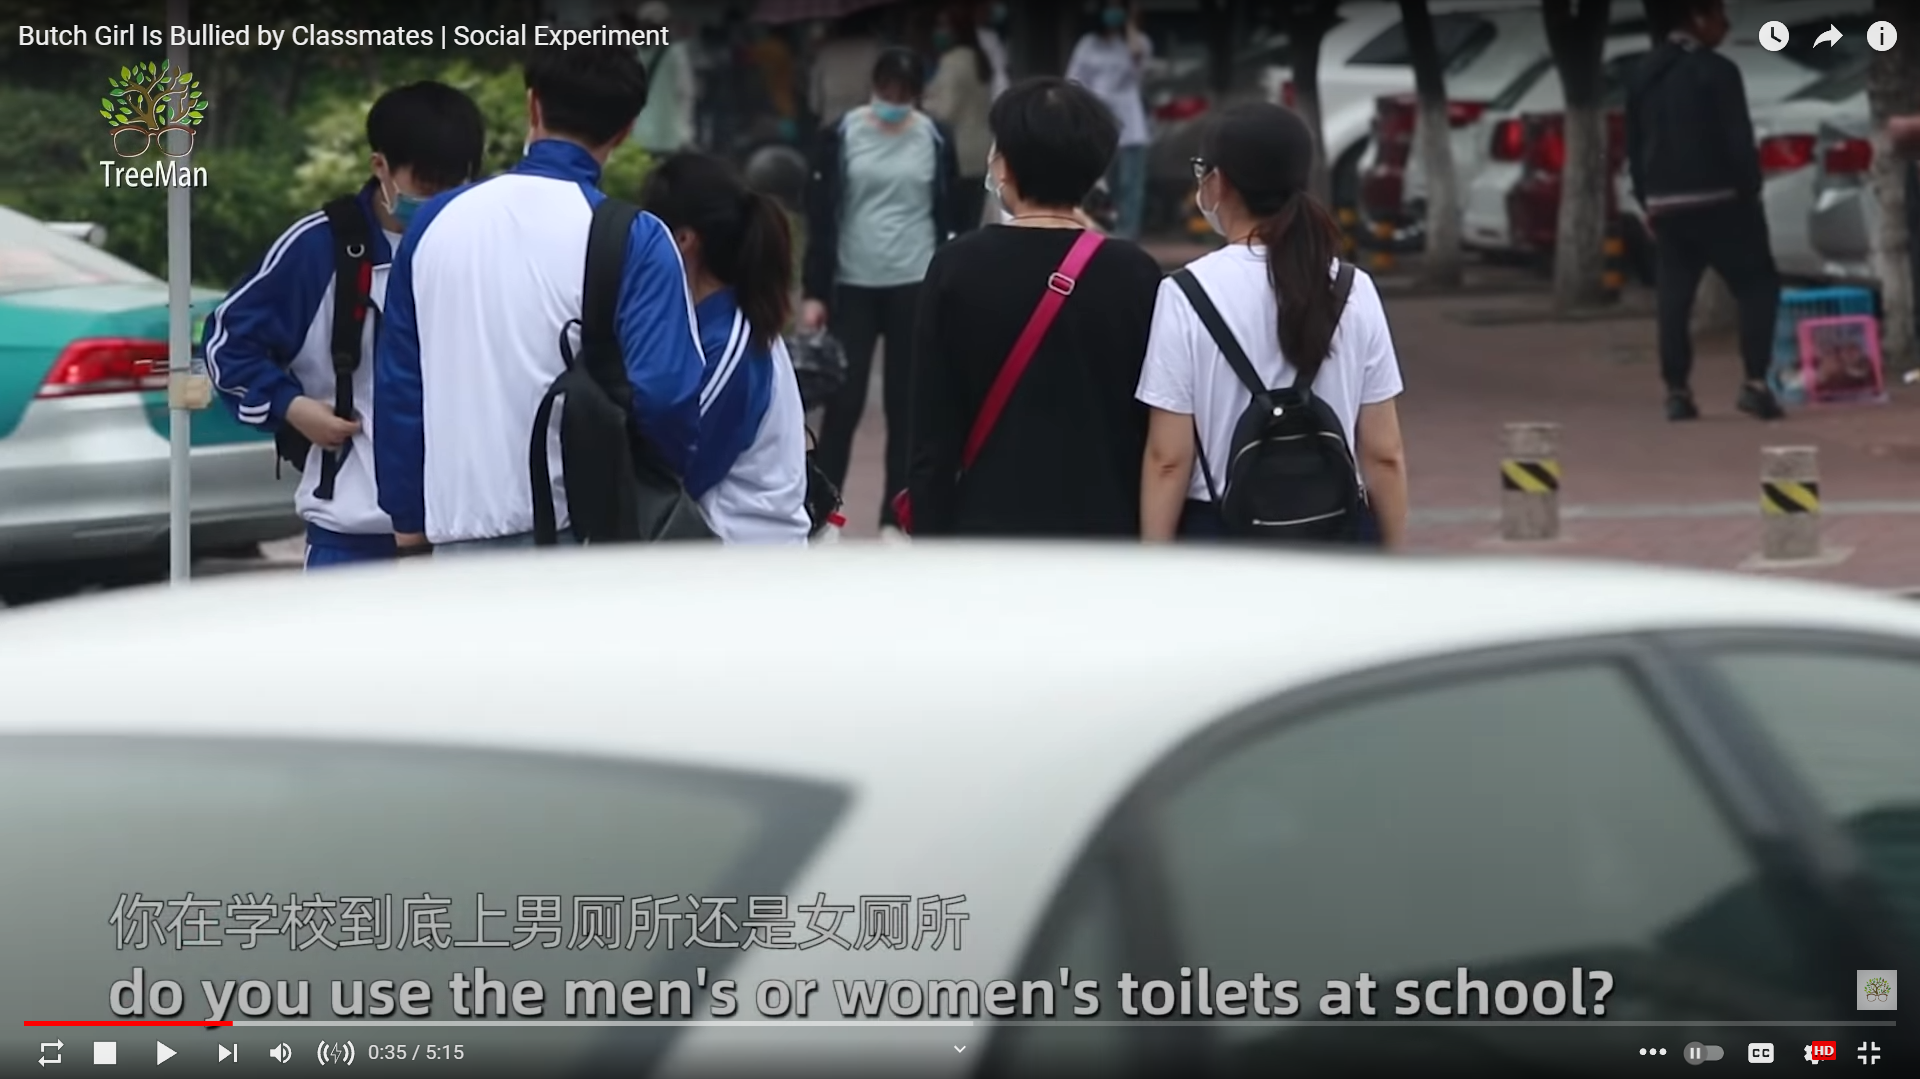 Butch Girl Is Bullied by Classmates | Social Experiment
TreeMan
你在学校到底上男厕所还是女厕所
do you use the men's or women's toilets at school?
0:35 / 5:15
CC
HD